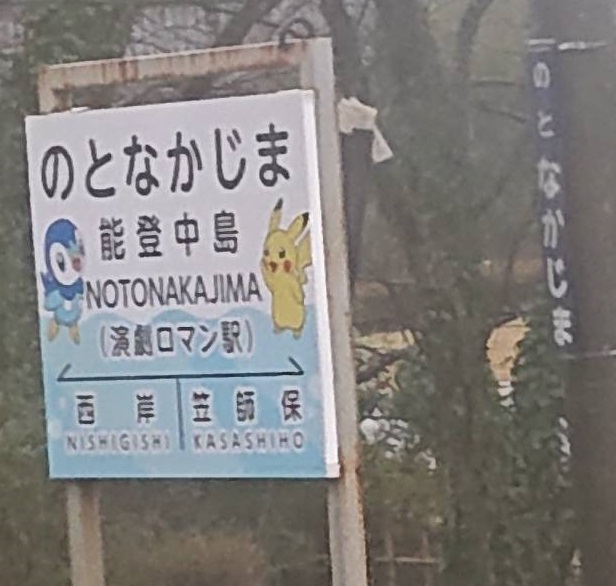 のとなかじま
能登中島
NOTONAKAJIMA
(演劇ロマン駅)
西岸 笠師保
NISHIGISHI KASASHIHO
のとなかじま